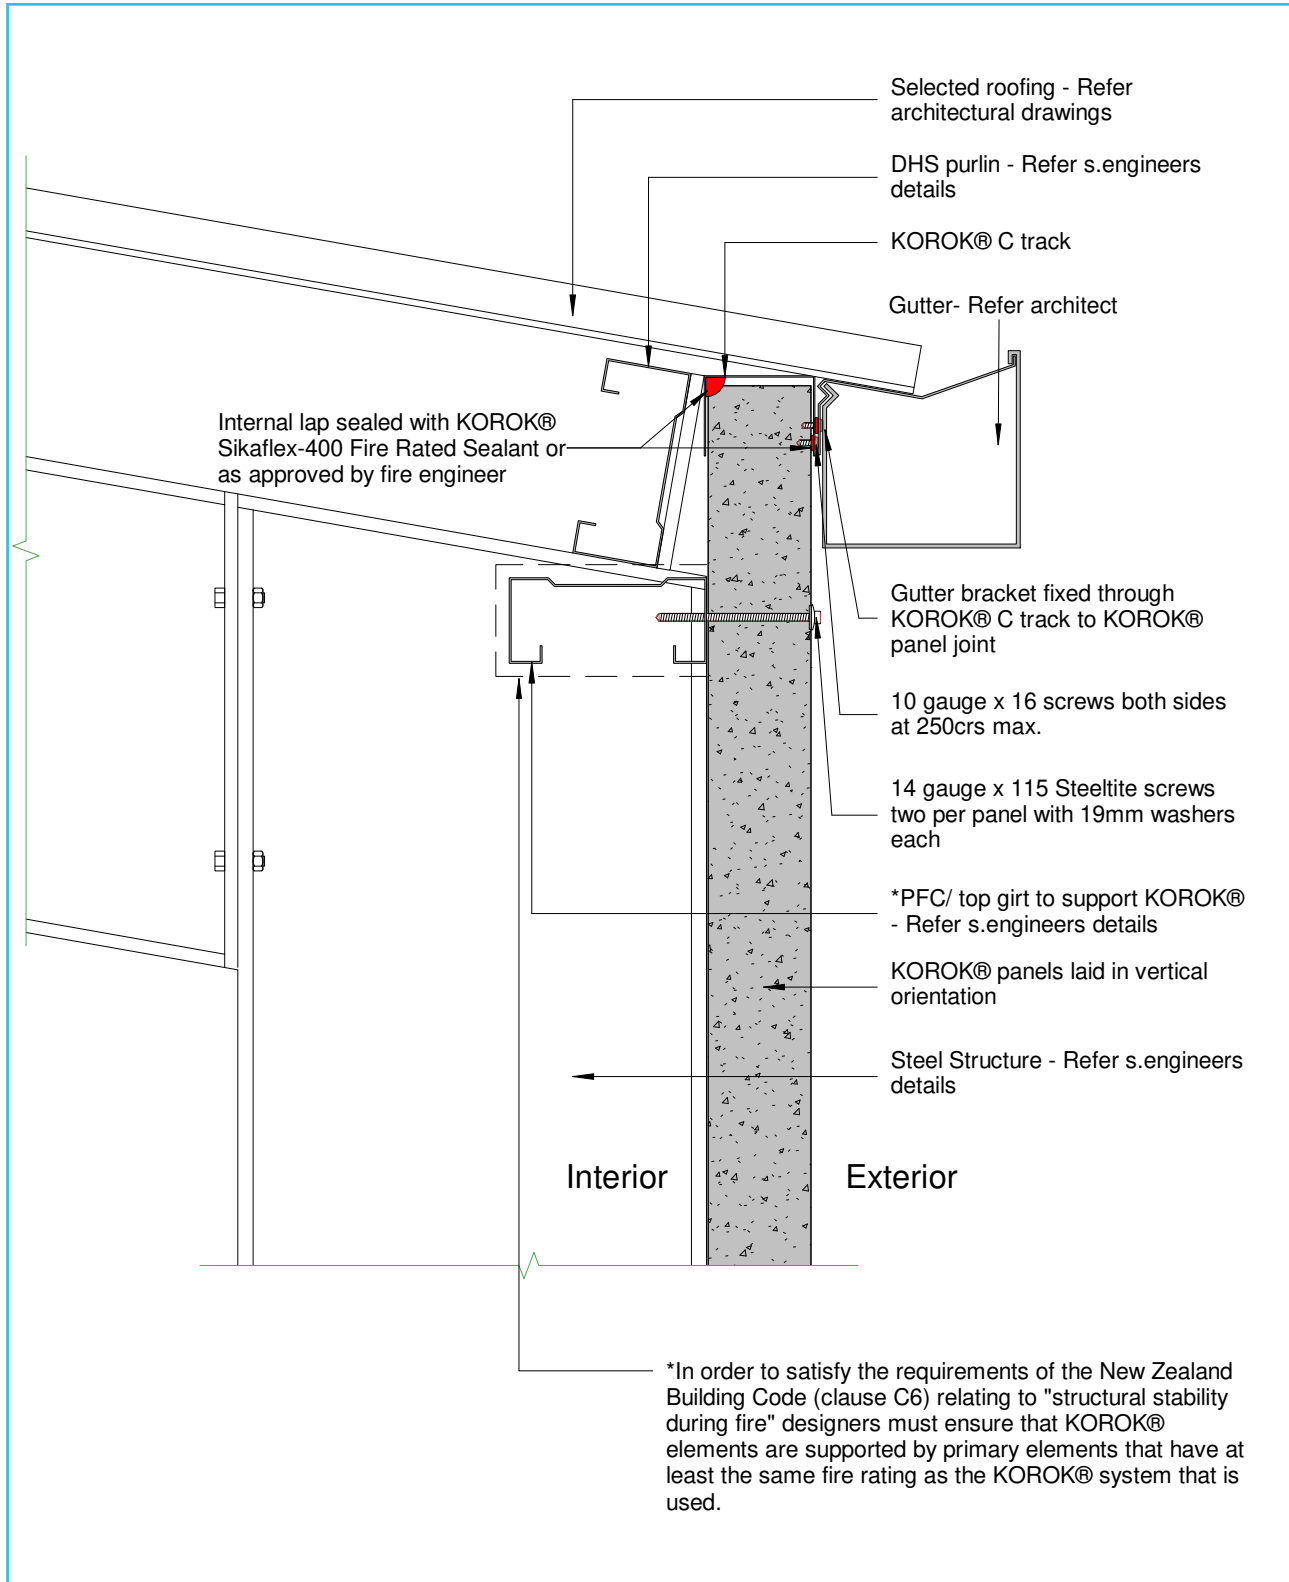 Selected roofing - Refer
architectural drawings
DHS purlin - Refer s.engineers
details
KOROK® C track
Gutter- Refer architect
Internal lap sealed with KOROK®
Sikaflex-400 Fire Rated Sealant or
as approved by fire engineer
Gutter bracket fixed through
KOROK® C track to KOROK®
panel joint
10 gauge x 16 screws both sides
at 250crs max.
14 gauge x 115 Steeltite screws
two per panel with 19mm washers
each
*PFC/ top girt to support KOROK®
- Refer s.engineers details
KOROK® panels laid in vertical
orientation
Steel Structure - Refer s.engineers
details
Interior
Exterior
*In order to satisfy the requirements of the New Zealand
Building Code (clause C6) relating to "structural stability
during fire" designers must ensure that KOROK®
elements are supported by primary elements that have at
least the same fire rating as the KOROK® system that is
used.